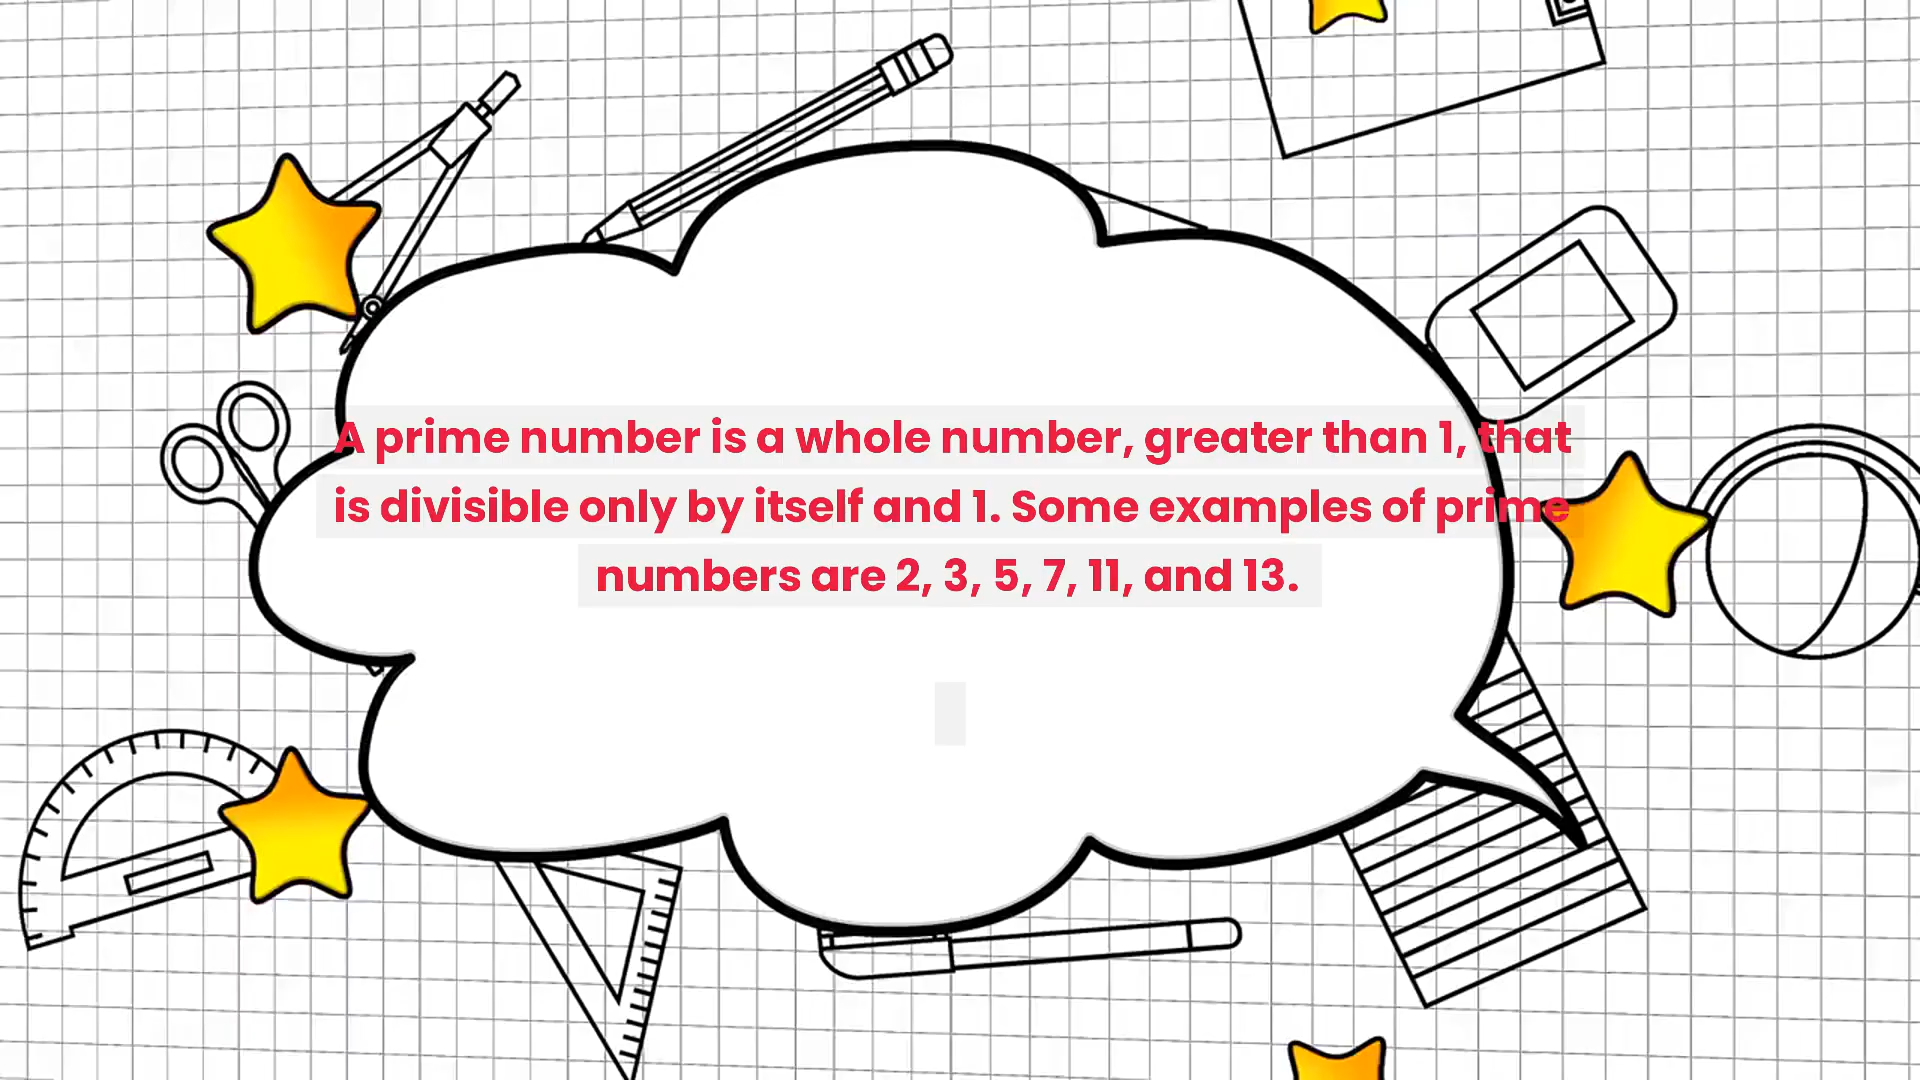 A prime number is a whole number, greater than 1, that
is divisible only by itself and 1. Some examples of prime
numbers are 2, 3, 5, 7, 11, and 13.